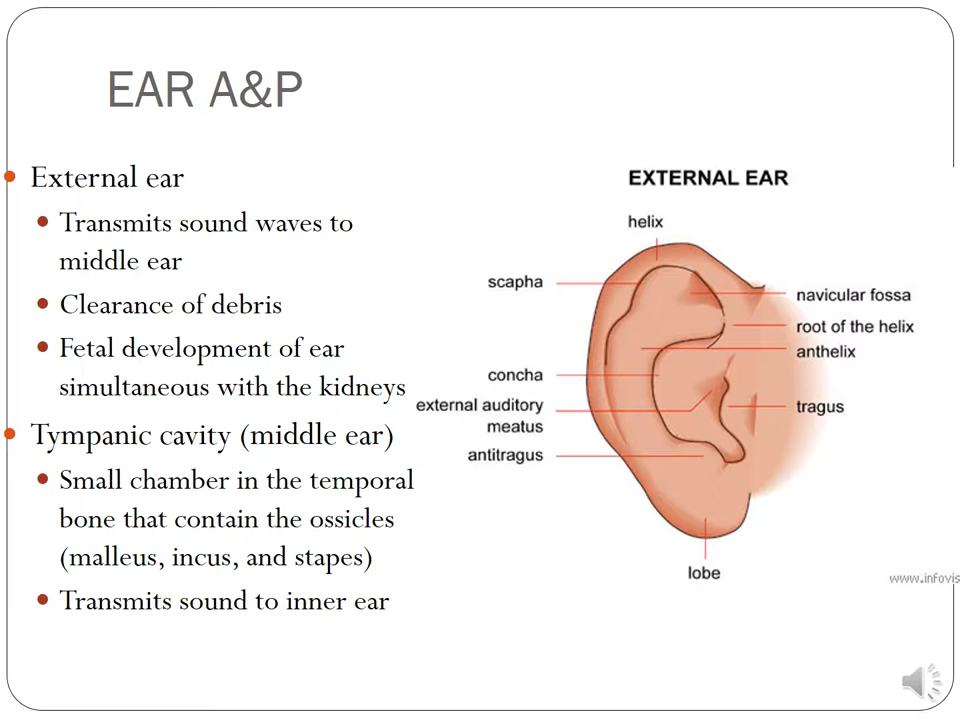 EAR A&P
External ear
Transmits sound waves to
middle ear
Clearance of debris
Fetal development of ear
simultaneous with the kidneys
Tympanic cavity (middle ear)
Small chamber in the temporal
bone that contain the ossicles
(malleus, incus, and stapes)
Transmits sound to inner ear
EXTERNAL EAR
helix
scapha
navicular fossa
root of the helix
anthelix
concha
external auditory
meatus
tragus
antitragus
lobe
www.infovis